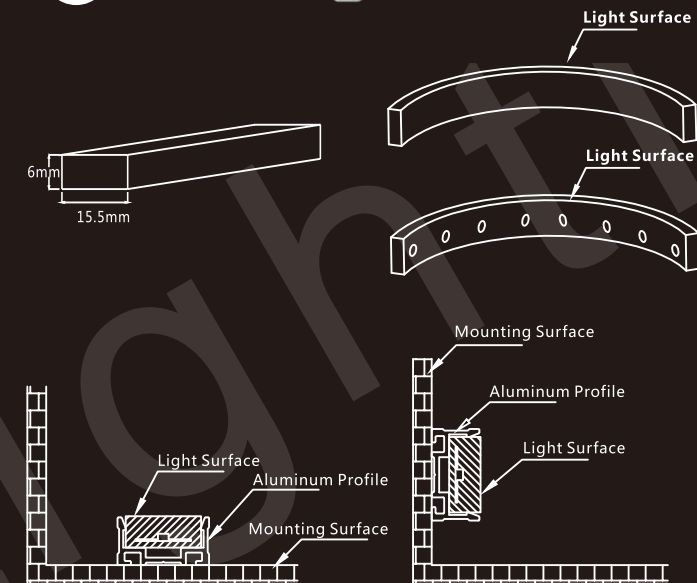 Light Surface
6mm
15.5mm
Light Surface
Mounting Surface
Aluminum Profile
Light Surface
Light Surface
Aluminum Profile
Mounting Surface